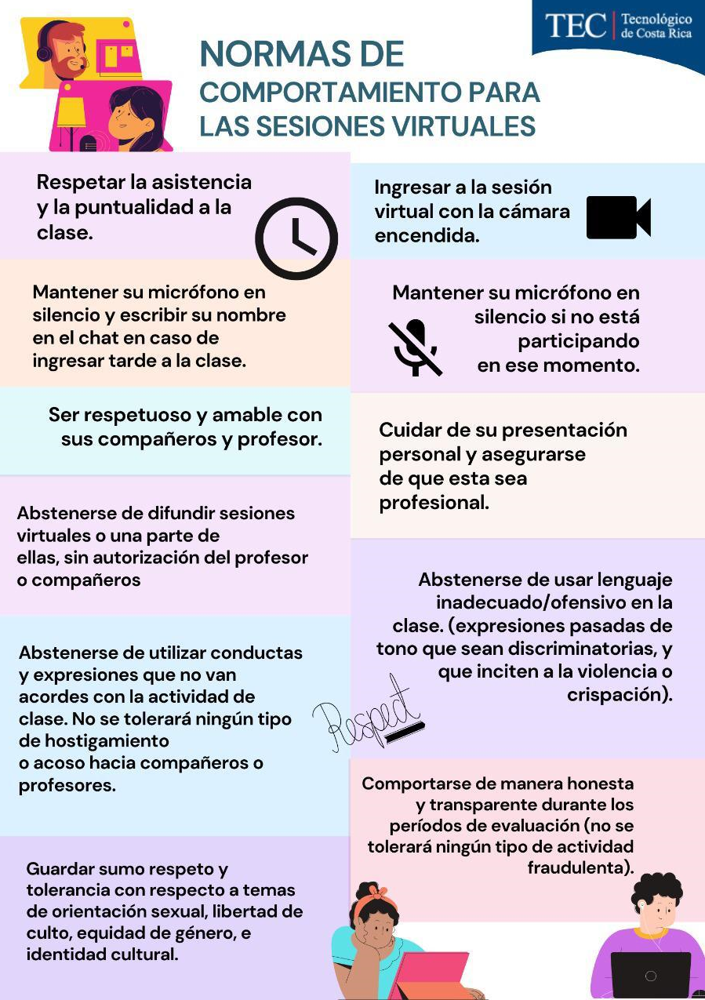 TEC | Tecnológico
de Costa Rica
NORMAS DE
COMPORTAMIENTO PARA
LAS SESIONES VIRTUALES
Respetar la asistencia
y la puntualidad a la
clase.
Ingresar a la sesión
virtual con la cámara
encendida.
Mantener su micrófono en
silencio y escribir su nombre
en el chat en caso de
ingresar tarde a la clase.
Mantener su micrófono en
silencio si no está
participando
en ese momento.
Ser respetuoso y amable con
sus compañeros y profesor.
Cuidar de su presentación
personal y asegurarse
de que esta sea
profesional.
Abstenerse de difundir sesiones
virtuales o una parte de
ellas, sin autorización del profesor
o compañeros
Abstenerse de usar lenguaje
inadecuado/ofensivo en la
clase. (expresiones pasadas de
tono que sean discriminatorias, y
que inciten a la violencia o
crispación).
Abstenerse de utilizar conductas
y expresiones que no van
acordes con la actividad de
clase. No se tolerará ningún tipo
de hostigamiento
o acoso hacia compañeros o
profesores.
Respect
Comportarse de manera honesta
y transparente durante los
períodos de evaluación (no se
tolerará ningún tipo de actividad
fraudulenta).
Guardar sumo respeto y
tolerancia con respecto a temas
de orientación sexual, libertad de
culto, equidad de género, e
identidad cultural.